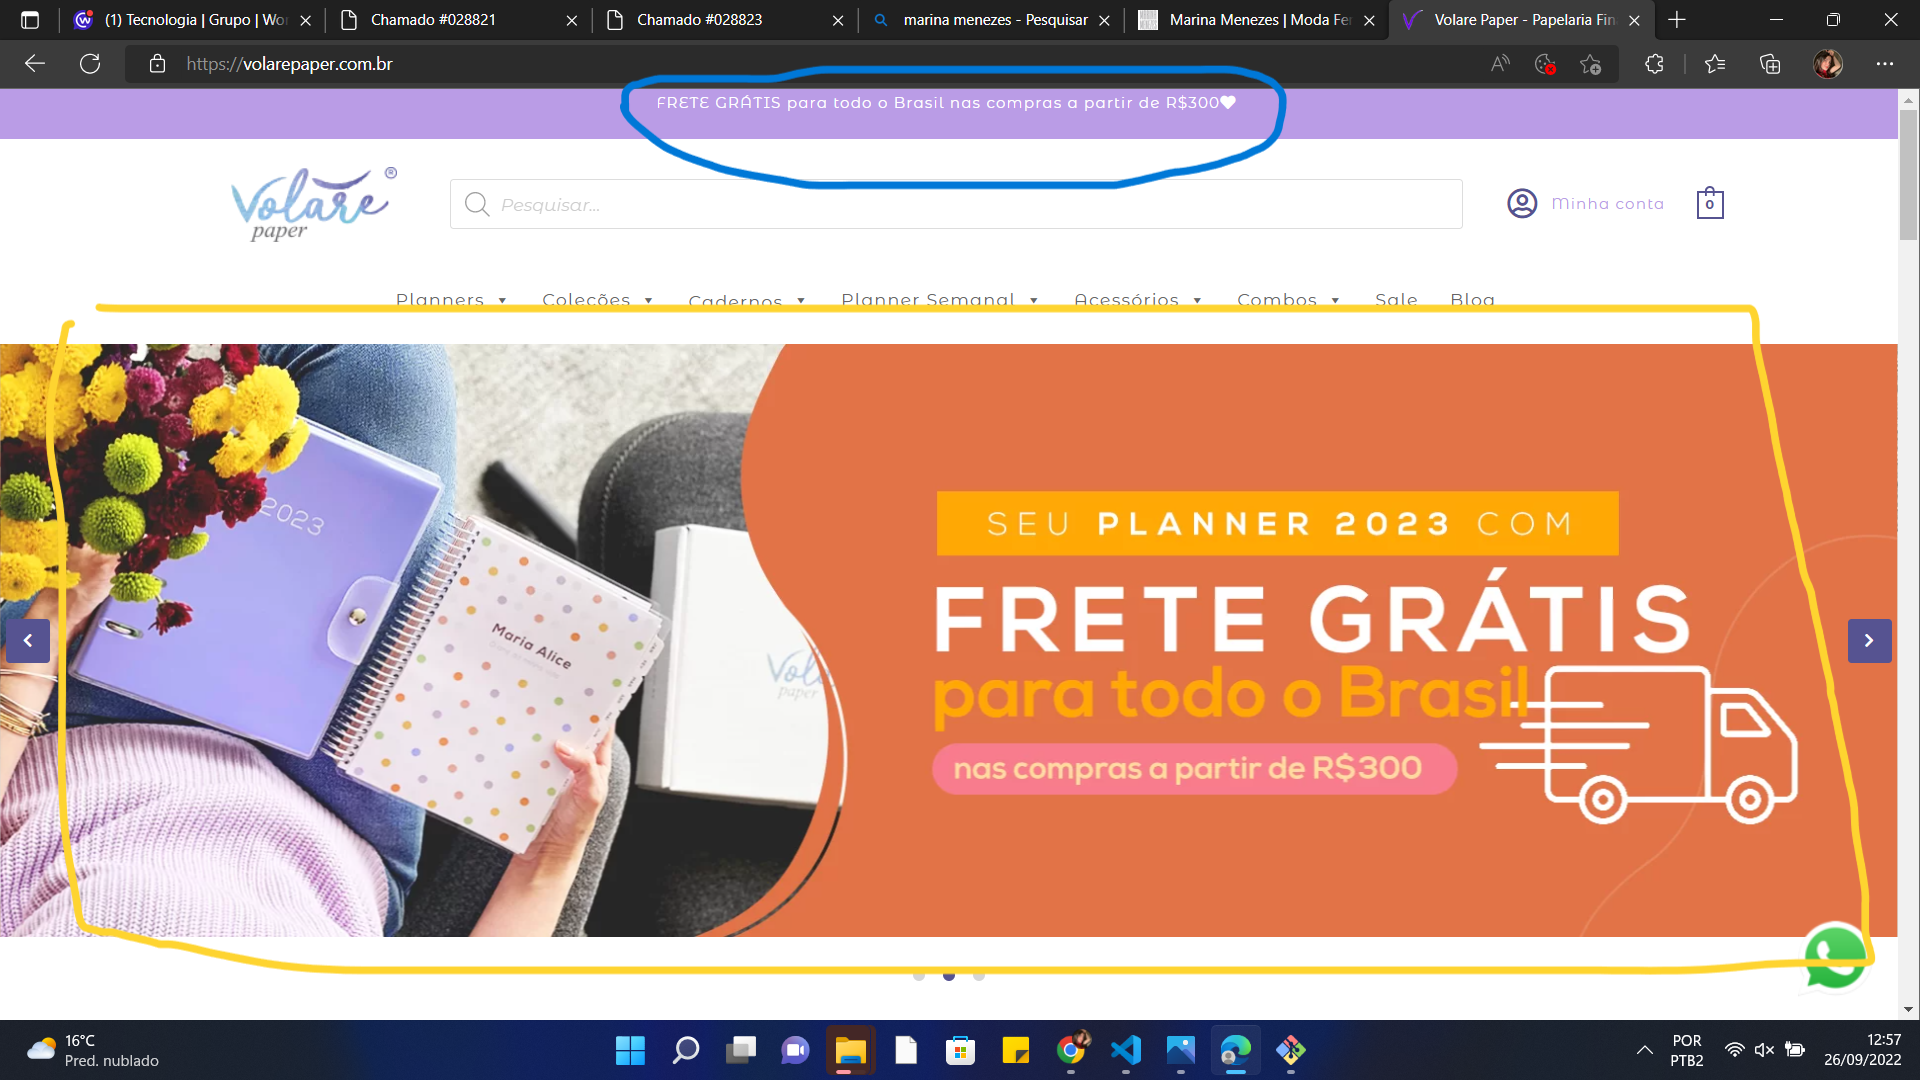 (1) Tecnologia | Grupo | Wor
Chamado #028821
Chamado #028823
marina menezes - Pesquisar
Marina Menezes | Moda Fe
Volare Paper - Papelaria Fin
https://volarepaper.com.br
FRETE GRÁTIS para todo o Brasil nas compras a partir de R$300
Volare ®
paper
Pesquisar...
Minha conta
0
Planners
Coleções
Cadernos
Planner Semanal
Acessórios
Combos
Sale
Blog
2023
Maria Alice
Vola
paper
SEU PLANNER 2023 COM
FRETE GRÁTIS
para todo o Brasil
nas compras a partir de R$300
16°C
Pred. nublado
POR
PTB2
12:57
26/09/2022